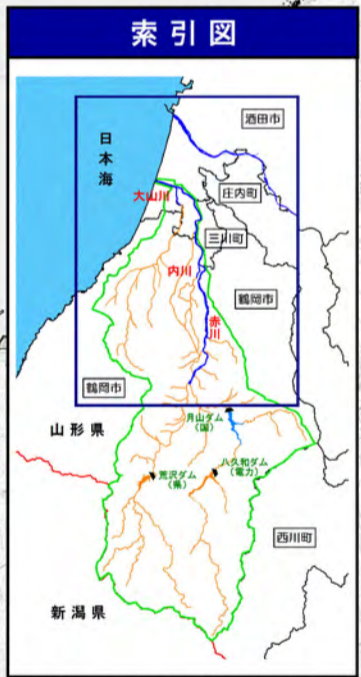 索引図
日本海
酒田市
庄内町
大山川
三川町
内川
赤川
鶴岡市
鶴岡市
月山ダム
(国)
山形県
八久和ダム
(電力)
荒沢ダム
(県)
西川町
新潟県